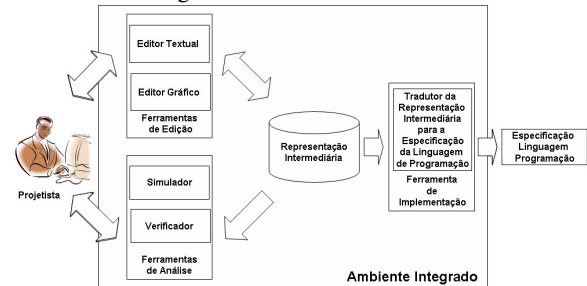 Editor Textual
Editor Gráfico
Ferramentas
de Edição
Projetista
Simulador
Verificador
Ferramentas
de Análise
Representação
Intermediária
Tradutor da
Representação
Intermediária
para a
Especificação
da Linguagem
de Programação
Ferramenta
de
Implementação
Especificação
Linguagem
Programação
Ambiente Integrado